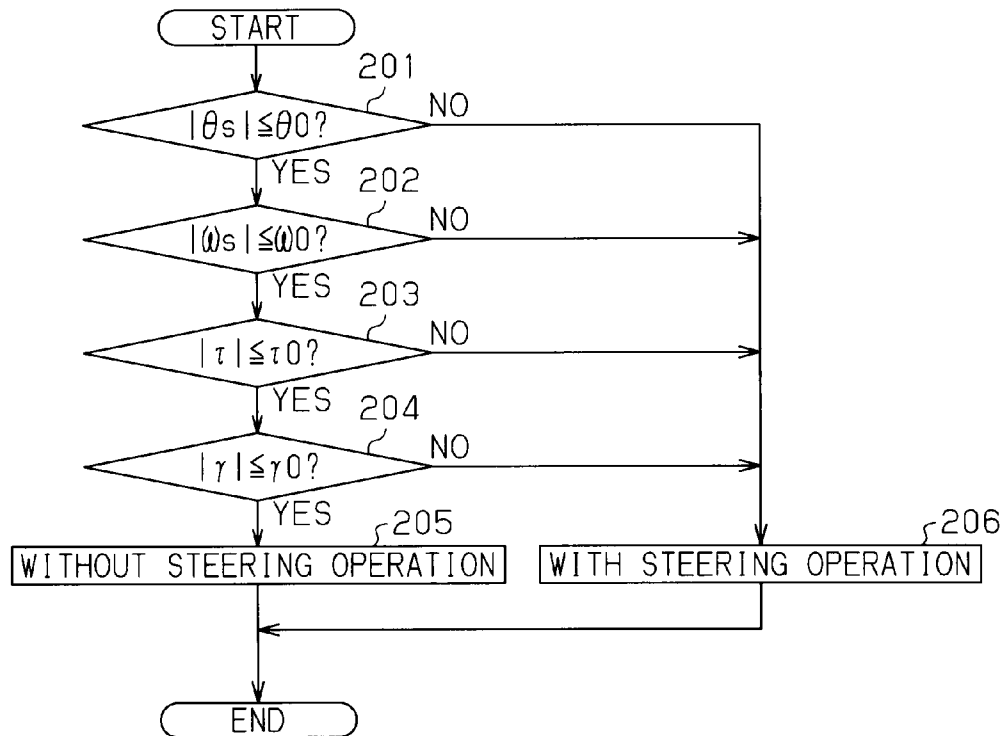 START
201
|θs|≦θ0?
NO
YES
202
|ωs|≦ω0?
NO
YES
203
|τ|≦τ0?
NO
YES
204
|γ|≦γ0?
NO
YES
205
206
WITHOUT STEERING OPERATION
WITH STEERING OPERATION
END